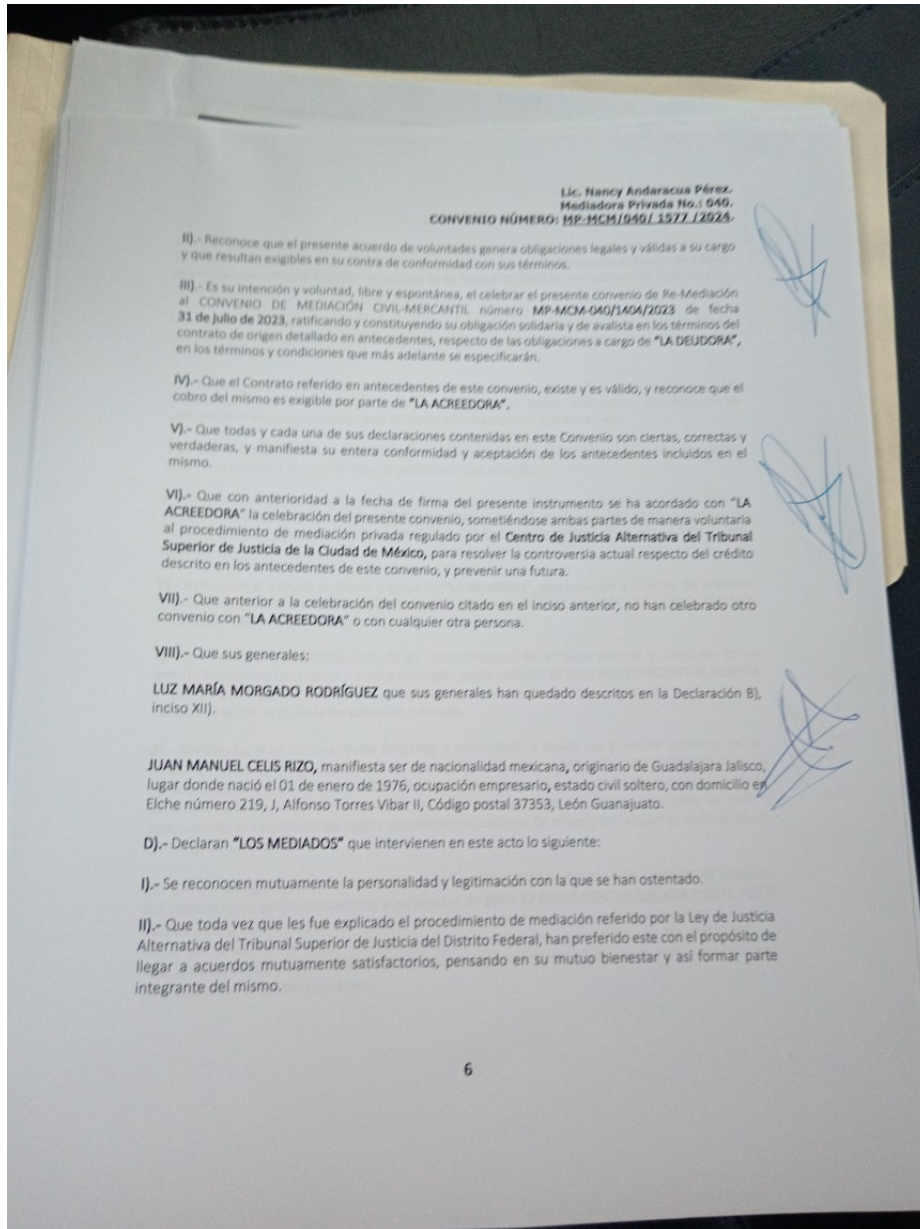 Lic. Nancy Andaracua Pérez.
Mediadora Privada No.: 040.
CONVENIO NÚMERO: MP-MCM/040/ 1577 /2024.
II).- Reconoce que el presente acuerdo de voluntades genera obligaciones legales y válidas a su cargo
y que resultan exigibles en su contra de conformidad con sus términos.
III).- Es su intención y voluntad, libre y espontánea, el celebrar el presente convenio de Re-Mediación
al CONVENIO DE MEDIACIÓN CIVIL-MERCANTIL número MP-MCM-040/1404/2023 de fecha
31 de julio de 2023, ratificando y constituyendo su obligación solidaria y de avalista en los términos del
contrato de origen detallado en antecedentes, respecto de las obligaciones a cargo de "LA DEUDORA",
en los términos y condiciones que más adelante se especificarán.
IV).- Que el Contrato referido en antecedentes de este convenio, existe y es válido, y reconoce que el
cobro del mismo es exigible por parte de "LA ACREEDORA".
V).- Que todas y cada una de sus declaraciones contenidas en este Convenio son ciertas, correctas y
verdaderas, y manifiesta su entera conformidad y aceptación de los antecedentes incluidos en el
mismo.
VI).- Que con anterioridad a la fecha de firma del presente instrumento se ha acordado con "LA
ACREEDORA" la celebración del presente convenio, sometiéndose ambas partes de manera voluntaria
al procedimiento de mediación privada regulado por el Centro de Justicia Alternativa del Tribunal
Superior de Justicia de la Ciudad de México, para resolver la controversia actual respecto del crédito
descrito en los antecedentes de este convenio, y prevenir una futura.
VII).- Que anterior a la celebración del convenio citado en el inciso anterior, no han celebrado otro
convenio con "LA ACREEDORA" o con cualquier otra persona.
VIII).- Que sus generales:
LUZ MARÍA MORGADO RODRÍGUEZ que sus generales han quedado descritos en la Declaración B),
inciso XII).
JUAN MANUEL CELIS RIZO, manifiesta ser de nacionalidad mexicana, originario de Guadalajara Jalisco,
lugar donde nació el 01 de enero de 1976, ocupación empresario, estado civil soltero, con domicilio en
Elche número 219, J, Alfonso Torres Vibar II, Código postal 37353, León Guanajuato.
D).- Declaran "LOS MEDIADOS" que intervienen en este acto lo siguiente:
I).- Se reconocen mutuamente la personalidad y legitimación con la que se han ostentado.
II).- Que toda vez que les fue explicado el procedimiento de mediación referido por la Ley de Justicia
Alternativa del Tribunal Superior de Justicia del Distrito Federal, han preferido este con el propósito de
llegar a acuerdos mutuamente satisfactorios, pensando en su mutuo bienestar y así formar parte
integrante del mismo.
6